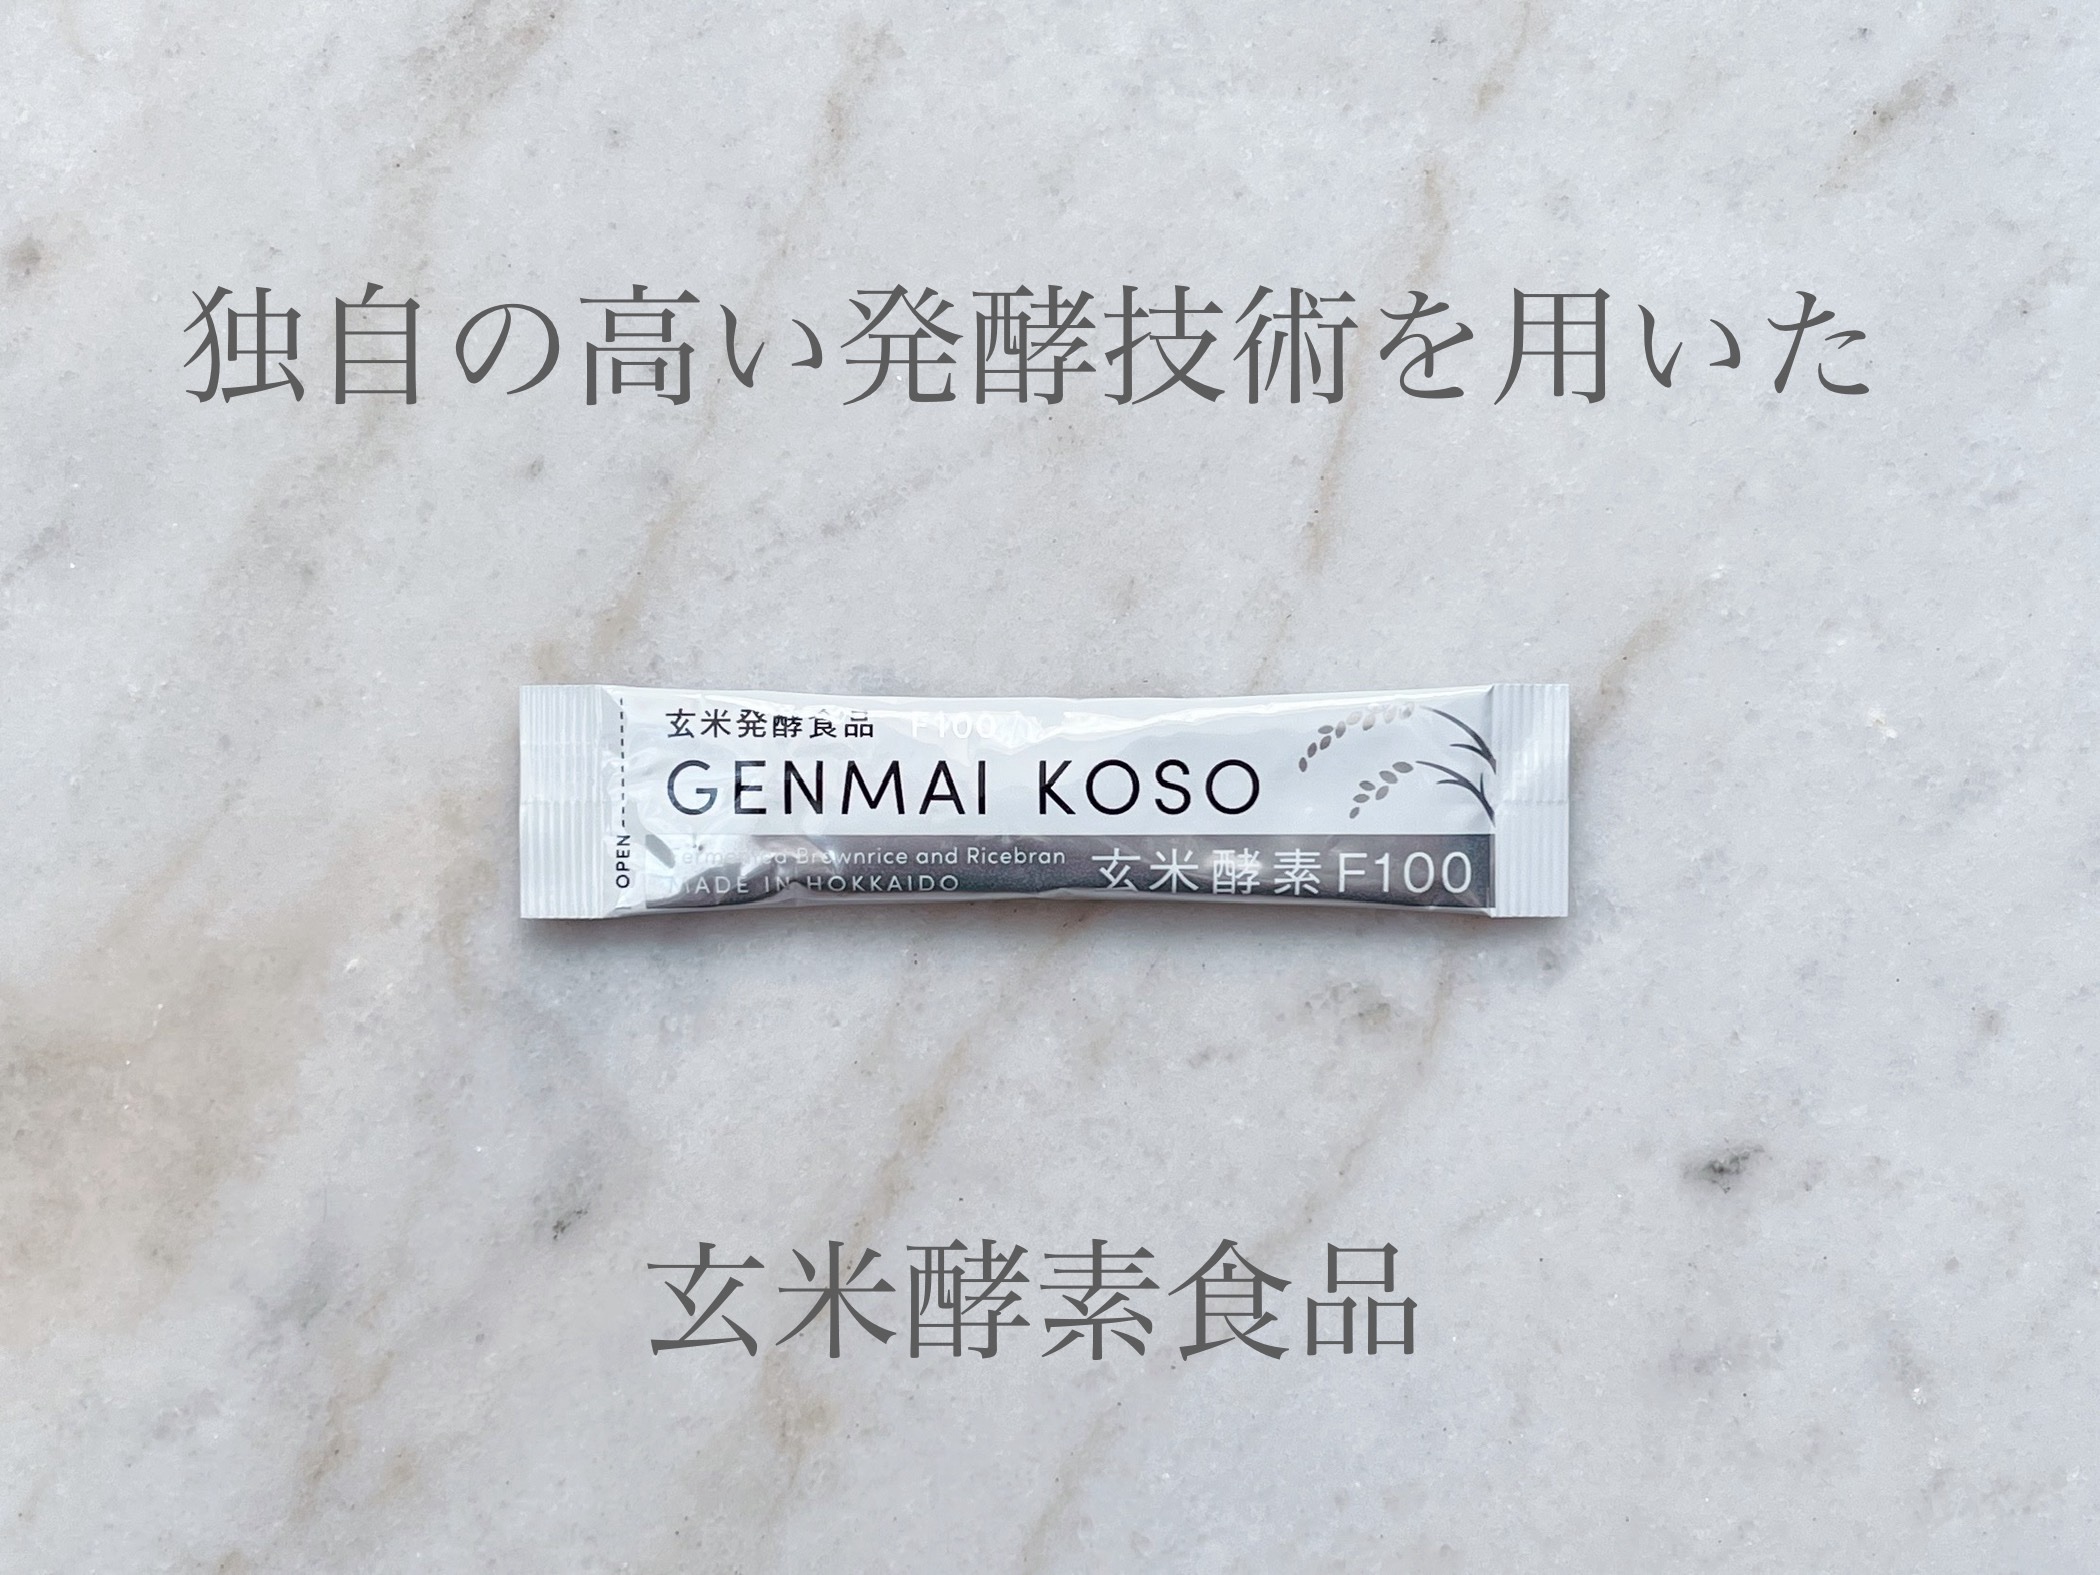 独自の高い発酵技術を用いた
玄米発酵食品 F100
GENMAI KOSO
OPEN
Fermented Brownrice and Ricebran
MADE IN HOKKAIDO
玄米酵素F100
玄米酵素食品